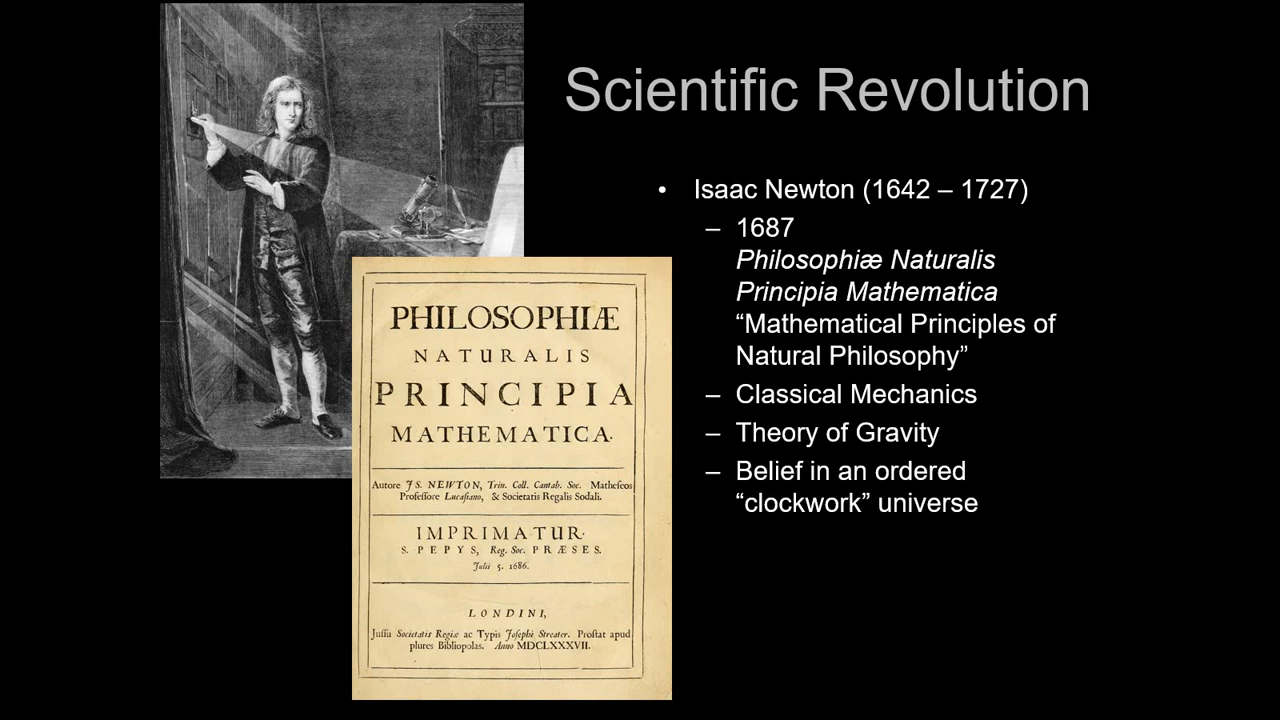 Scientific Revolution
• Isaac Newton (1642 – 1727)
– 1687
Philosophiæ Naturalis
Principia Mathematica
“Mathematical Principles of
Natural Philosophy”
– Classical Mechanics
– Theory of Gravity
– Belief in an ordered
“clockwork” universe
PHILOSOPHIÆ
NATURALIS
PRINCIPIA
MATHEMATICA.
Autore JS. NEWTON, Trin. Coll. Cantab. Soc. Matheseos
Professore Lucasiano, & Societatis Regalis Sodali.
IMPRIMATUR.
S. PEPYS, Reg. Soc. PRÆSES.
Julii 5. 1686.
LONDINI,
Jussu Societatis Regiæ ac Typis Josephi Streater. Prostat apud
plures Bibliopolas. Anno MDCLXXXVII.